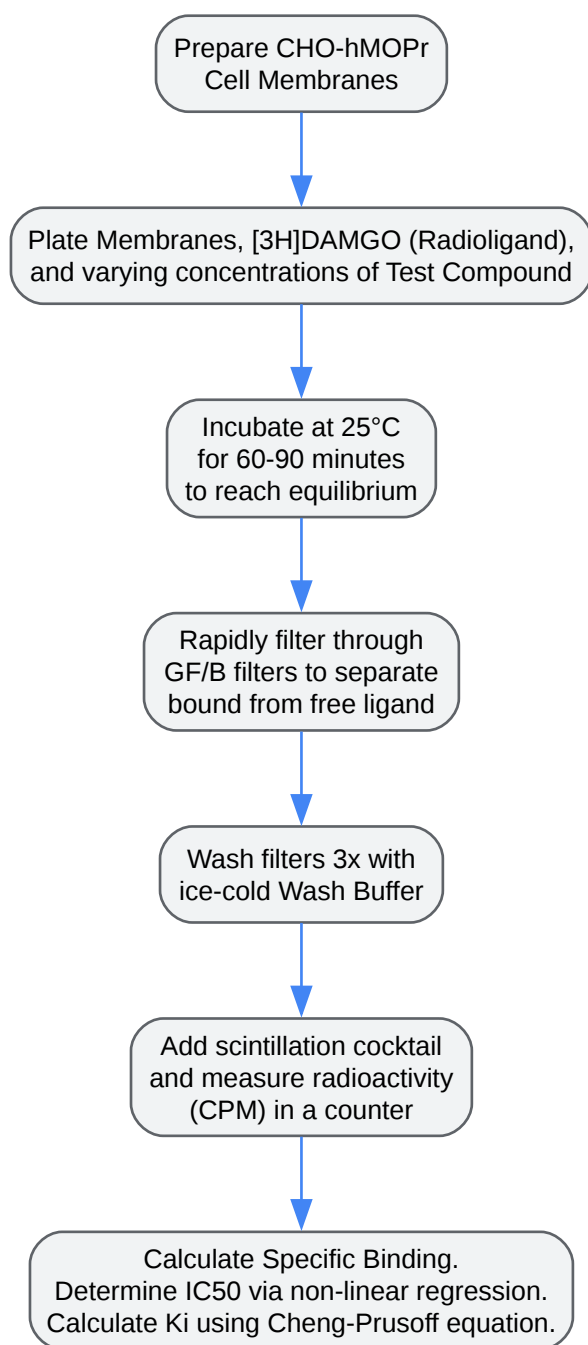 Prepare CHO-hMOPr
Cell Membranes
Plate Membranes, [3H]DAMGO (Radioligand),
and varying concentrations of Test Compound
Incubate at 25°C
for 60-90 minutes
to reach equilibrium
Rapidly filter through
GF/B filters to separate
bound from free ligand
Wash filters 3x with
ice-cold Wash Buffer
Add scintillation cocktail
and measure radioactivity
(CPM) in a counter
Calculate Specific Binding.
Determine IC50 via non-linear regression.
Calculate Ki using Cheng-Prusoff equation.